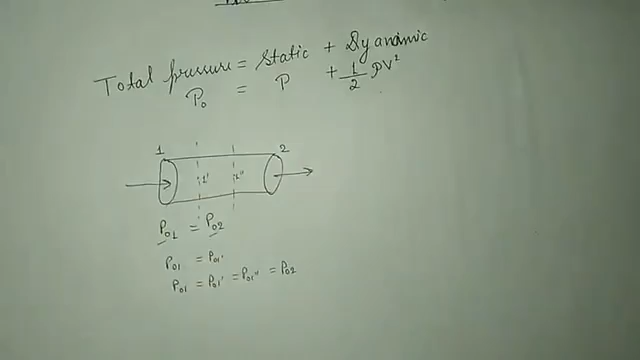 Total pressure = Static + Dyanamic
P₀ = P + 1/2 ρV²
1 2
1' 1"
P₀₁ = P₀₂
P₀₁ = P₀₁'
P₀₁ = P₀₁' = P₀₁" = P₀₂